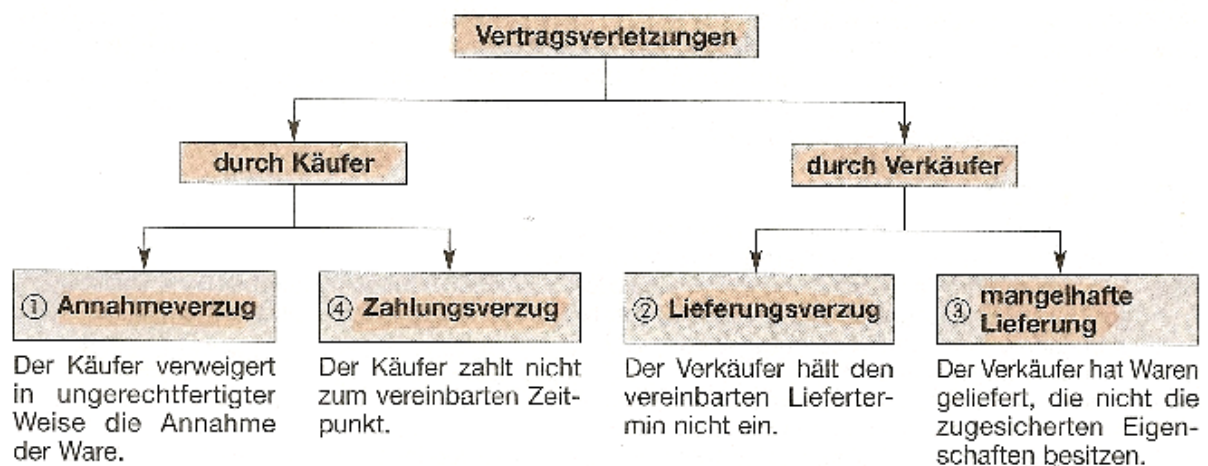 Vertragsverletzungen
durch Käufer
durch Verkäufer
① Annahmeverzug
Der Käufer verweigert
in ungerechtfertigter
Weise die Annahme
der Ware.
④ Zahlungsverzug
Der Käufer zahlt nicht
zum vereinbarten Zeit-
punkt.
② Lieferungsverzug
Der Verkäufer hält den
vereinbarten Lieferter-
min nicht ein.
③ mangelhafte
Lieferung
Der Verkäufer hat Waren
geliefert, die nicht die
zugesicherten Eigen-
schaften besitzen.